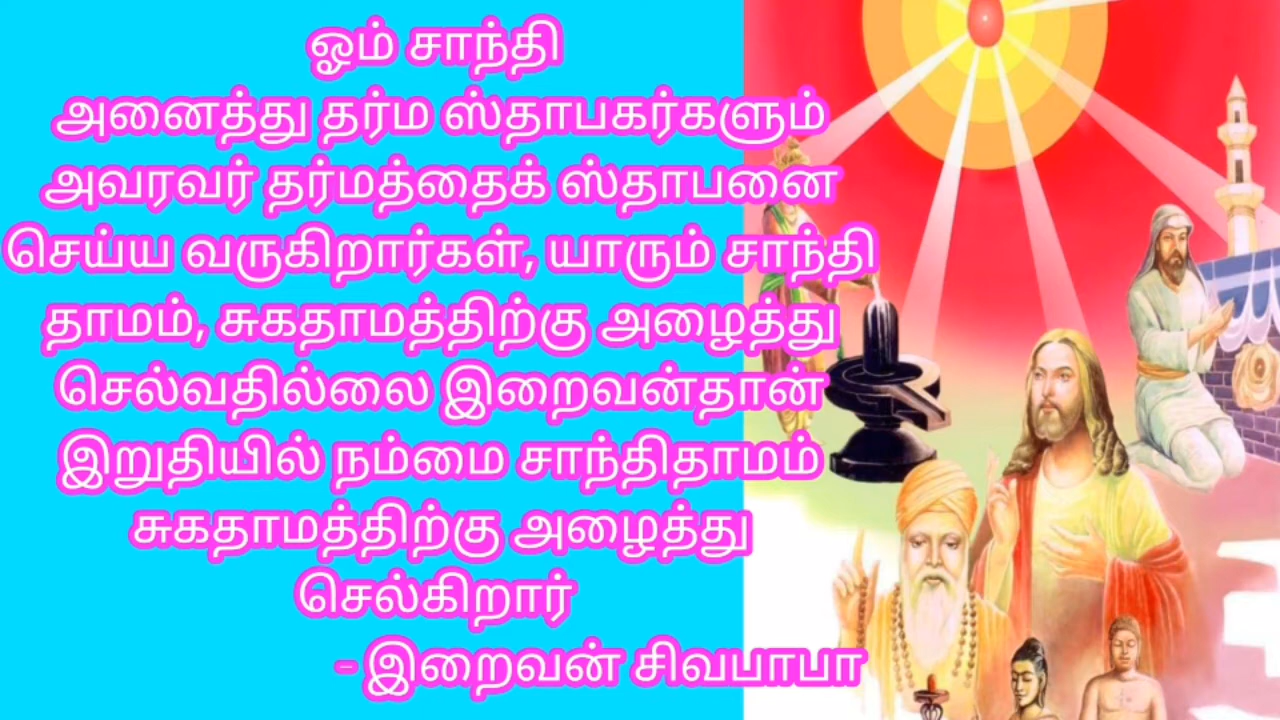 ஓம் சாந்தி
அனைத்து தர்ம ஸ்தாபகர்களும்
அவரவர் தர்மத்தைக் ஸ்தாபனை
செய்ய வருகிறார்கள், யாரும் சாந்தி
தாமம், சுகதாமத்திற்கு அழைத்து
செல்வதில்லை இறைவன்தான்
இறுதியில் நம்மை சாந்திதாமம்
சுகதாமத்திற்கு அழைத்து
செல்கிறார்
- இறைவன் சிவபாபா